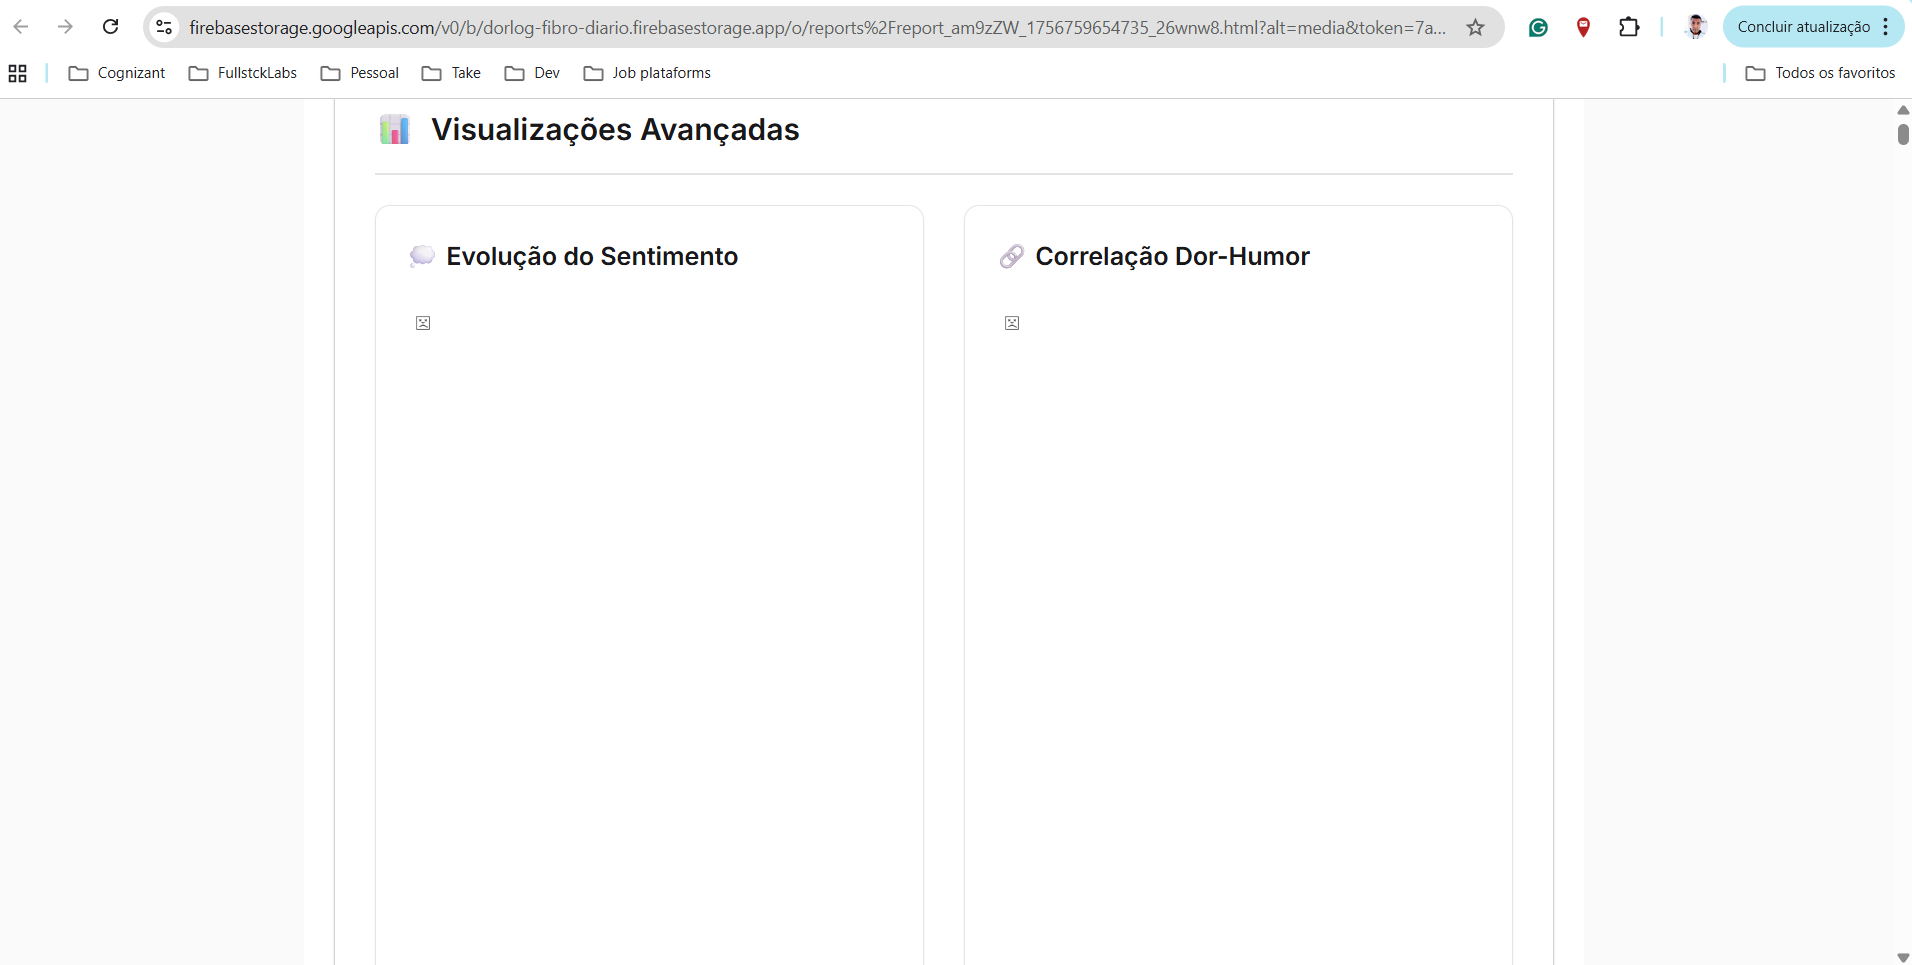 firebasestorage.googleapis.com/v0/b/dorlog-fibro-diario.firebasestorage.app/o/reports%2Freport_am9zZW_1756759654735_26wnw8.html?alt=media&token=7a...
Concluir atualização
Cognizant
FullstckLabs
Pessoal
Take
Dev
Job plataforms
Todos os favoritos
Visualizações Avançadas
Evolução do Sentimento
Correlação Dor-Humor